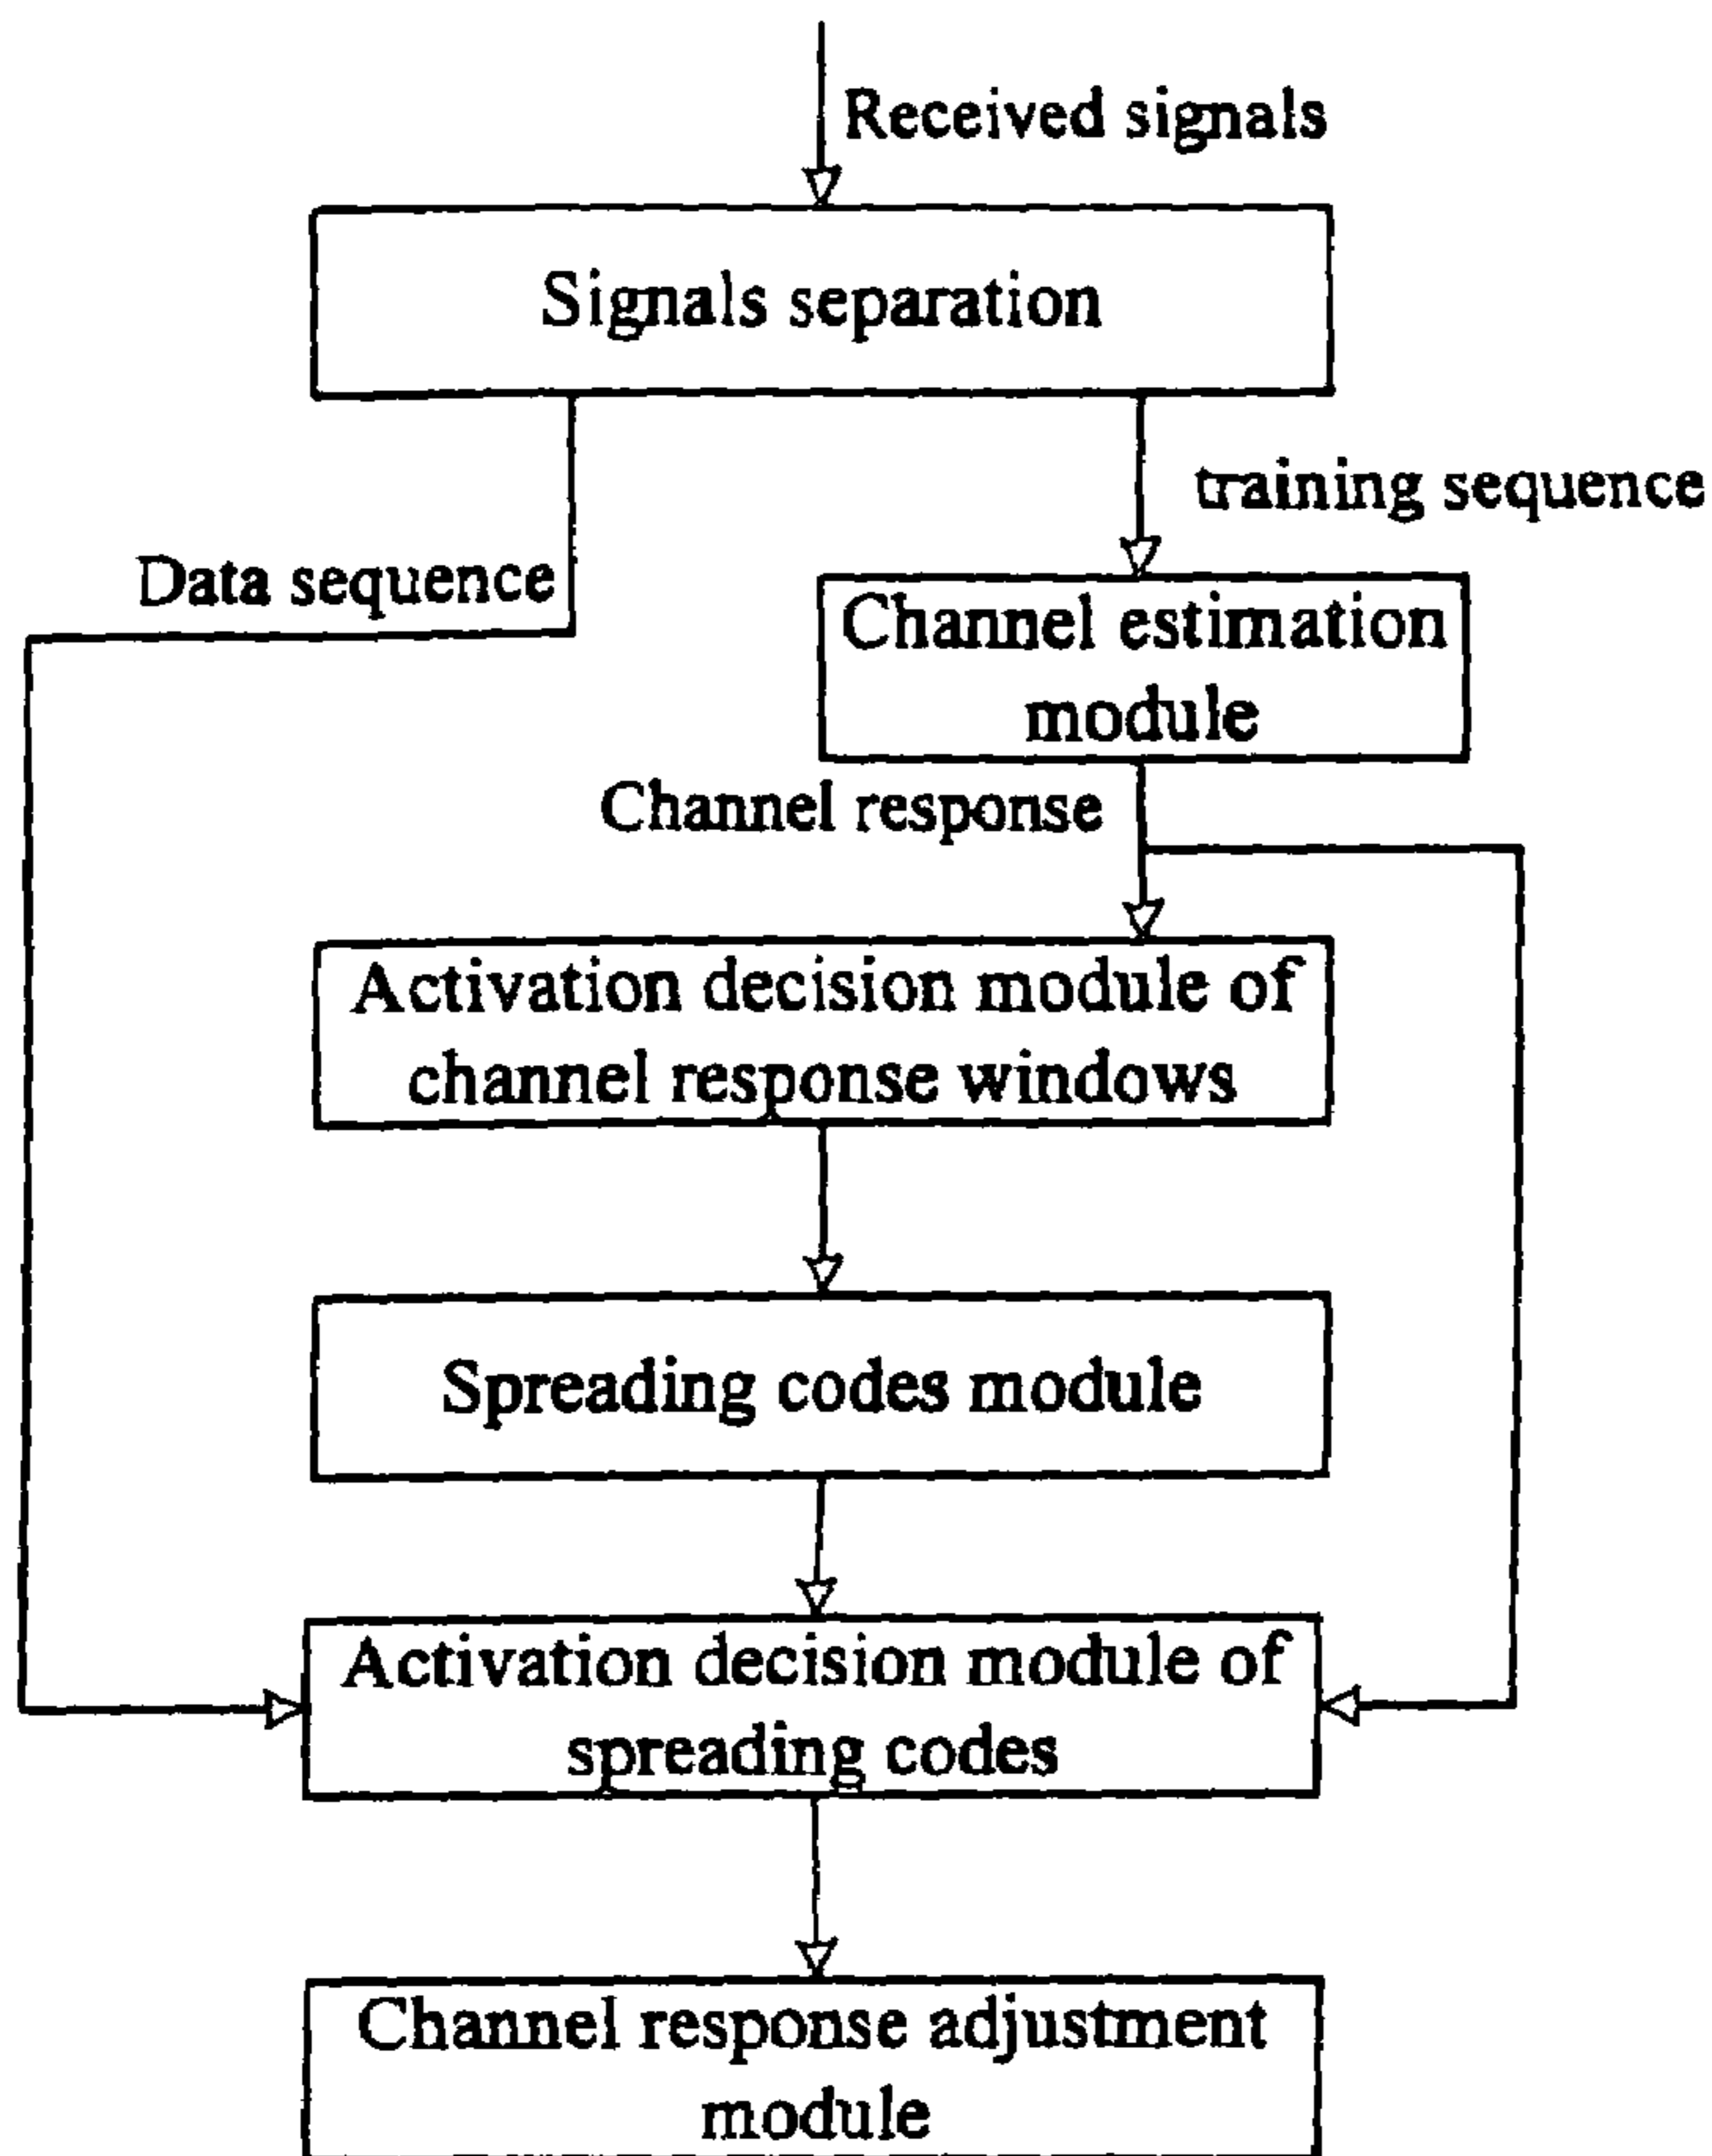 Received signals
Signals separation
training sequence
Data sequence
Channel estimation
module
Channel response
Activation decision module of
channel response windows
Spreading codes module
Activation decision module of
spreading codes
Channel response adjustment
module